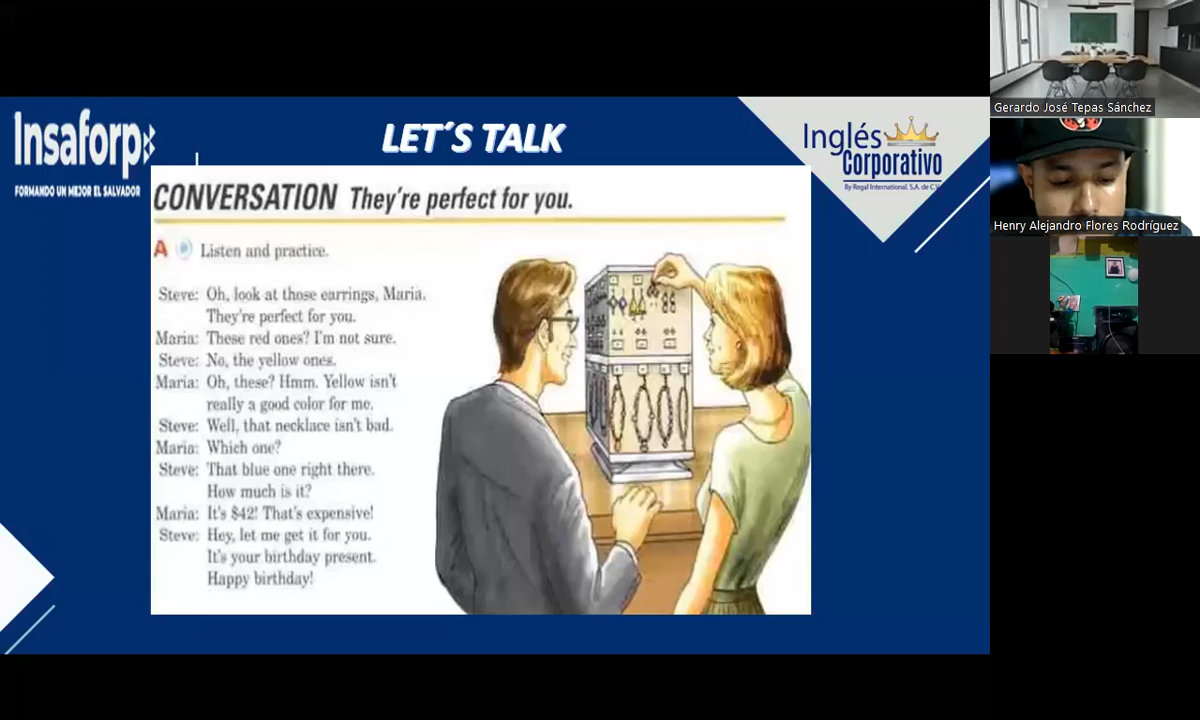 Insaforp
FORMANDO UN MEJOR EL SALVADOR
LET´S TALK
Inglés
Corporativo
By Regal International, S.A. de C.V
CONVERSATION They're perfect for you.
A Listen and practice.
Steve: Oh, look at those earrings, Maria.
They're perfect for you.
Maria: These red ones? I'm not sure.
Steve: No, the yellow ones.
Maria: Oh, these? Hmm. Yellow isn't
really a good color for me.
Steve: Well, that necklace isn't bad.
Maria: Which one?
Steve: That blue one right there.
How much is it?
Maria: It's $42! That's expensive!
Steve: Hey, let me get it for you.
It's your birthday present.
Happy birthday!
Gerardo José Tepas Sánchez
Henry Alejandro Flores Rodríguez